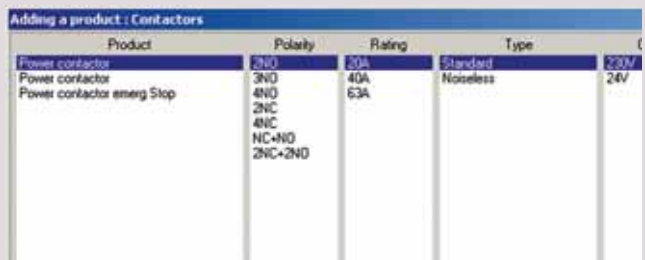 Adding a product : Contactors
Product Polarity Rating Type
Power contactor 2NO 20A Standard 230V
Power contactor 3NO 40A Noiseless 24V
Power contactor emerg Stop 4NO 63A
2NC
4NC
NC+NO
2NC+2NO